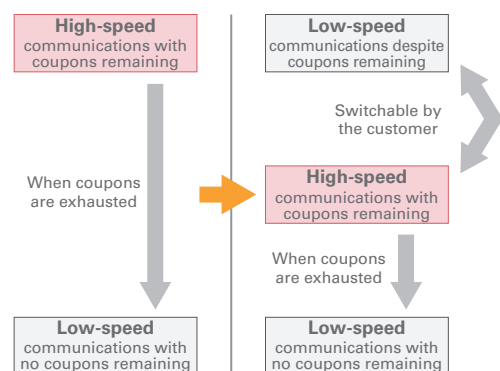 High-speed
communications with
coupons remaining
When coupons
are exhausted
Low-speed
communications with
no coupons remaining
Low-speed
communications despite
coupons remaining
Switchable by
the customer
High-speed
communications with
coupons remaining
When coupons
are exhausted
Low-speed
communications with
no coupons remaining